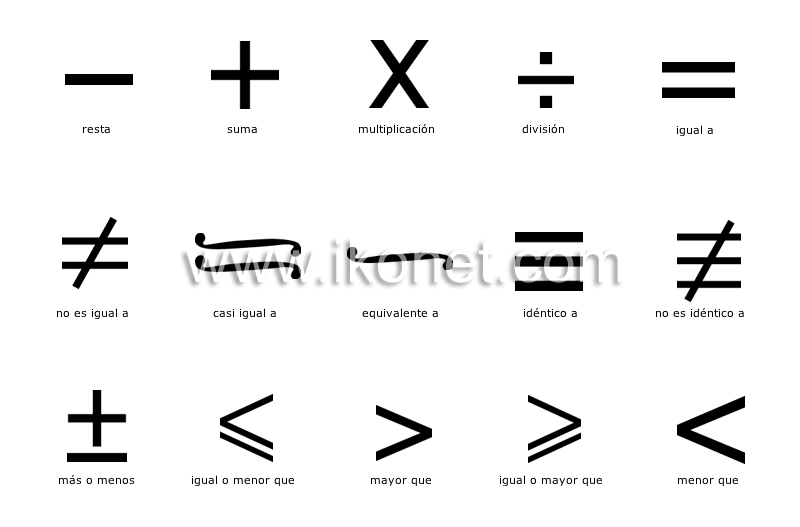 − + X ÷ =
resta suma multiplicación división igual a
≠ ≈ ~ ≡ ≢
www.ikonet.com
no es igual a casi igual a equivalente a idéntico a no es idéntico a
± ⩽ > ⩾ <
más o menos igual o menor que mayor que igual o mayor que menor que